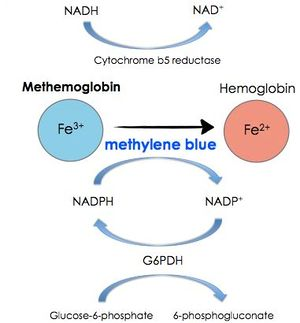 NADH NAD⁺
Cytochrome b5 reductase
Methemoglobin Hemoglobin
Fe³⁺ Fe²⁺
methylene blue
NADPH NADP⁺
G6PDH
Glucose-6-phosphate 6-phosphogluconate